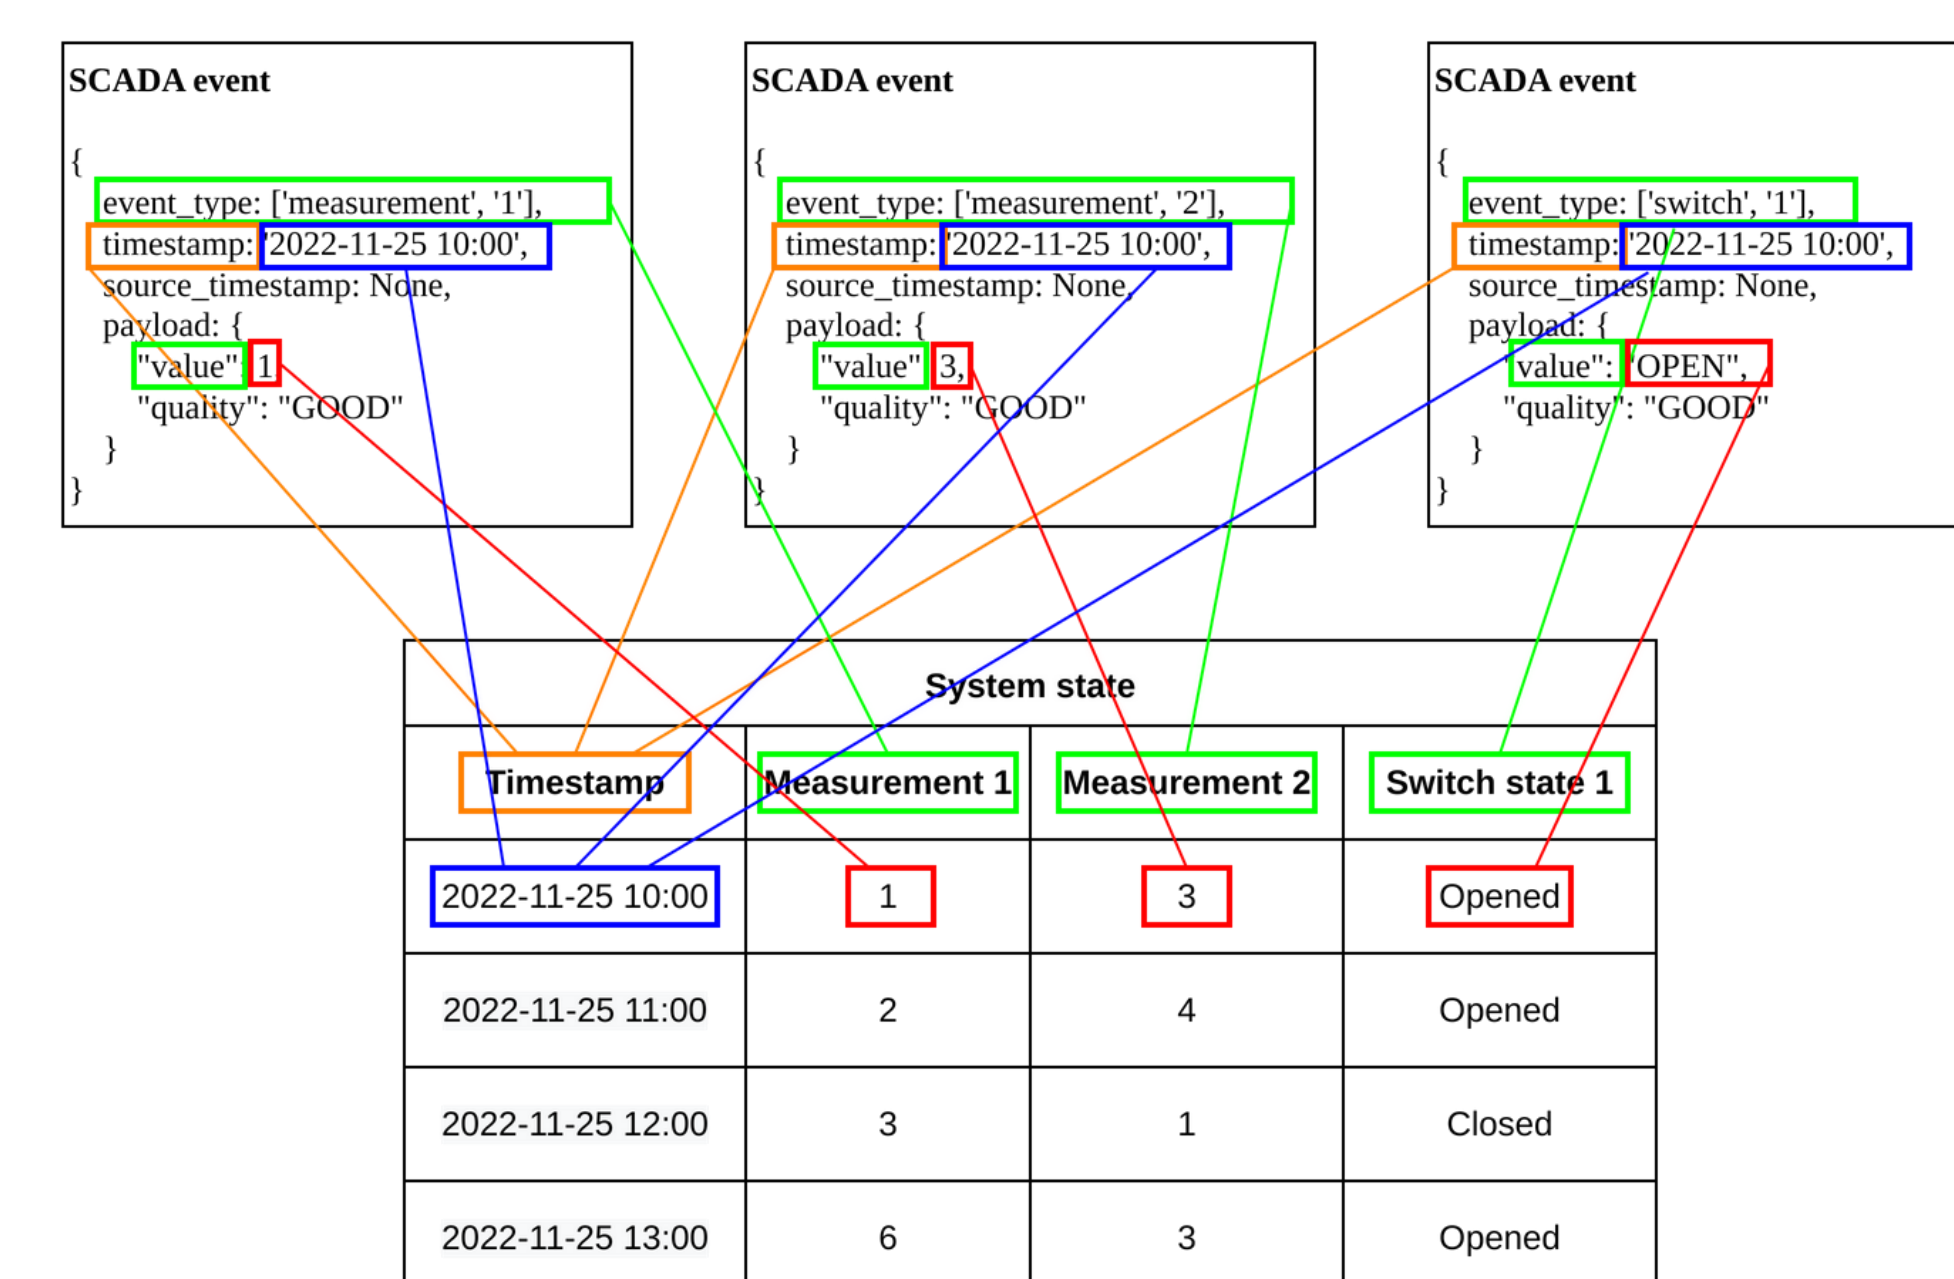 SCADA event
{
event_type: ['measurement', '1'],
timestamp: '2022-11-25 10:00',
source_timestamp: None,
payload: {
"value": 1
"quality": "GOOD"
}
}
SCADA event
{
event_type: ['measurement', '2'],
timestamp: '2022-11-25 10:00',
source_timestamp: None,
payload: {
"value" 3,
"quality": "GOOD"
}
}
SCADA event
{
event_type: ['switch', '1'],
timestamp: '2022-11-25 10:00',
source_timestamp: None,
payload: {
"value": "OPEN",
"quality": "GOOD"
}
}
System state
Timestamp Measurement 1 Measurement 2 Switch state 1
2022-11-25 10:00 1 3 Opened
2022-11-25 11:00 2 4 Opened
2022-11-25 12:00 3 1 Closed
2022-11-25 13:00 6 3 Opened